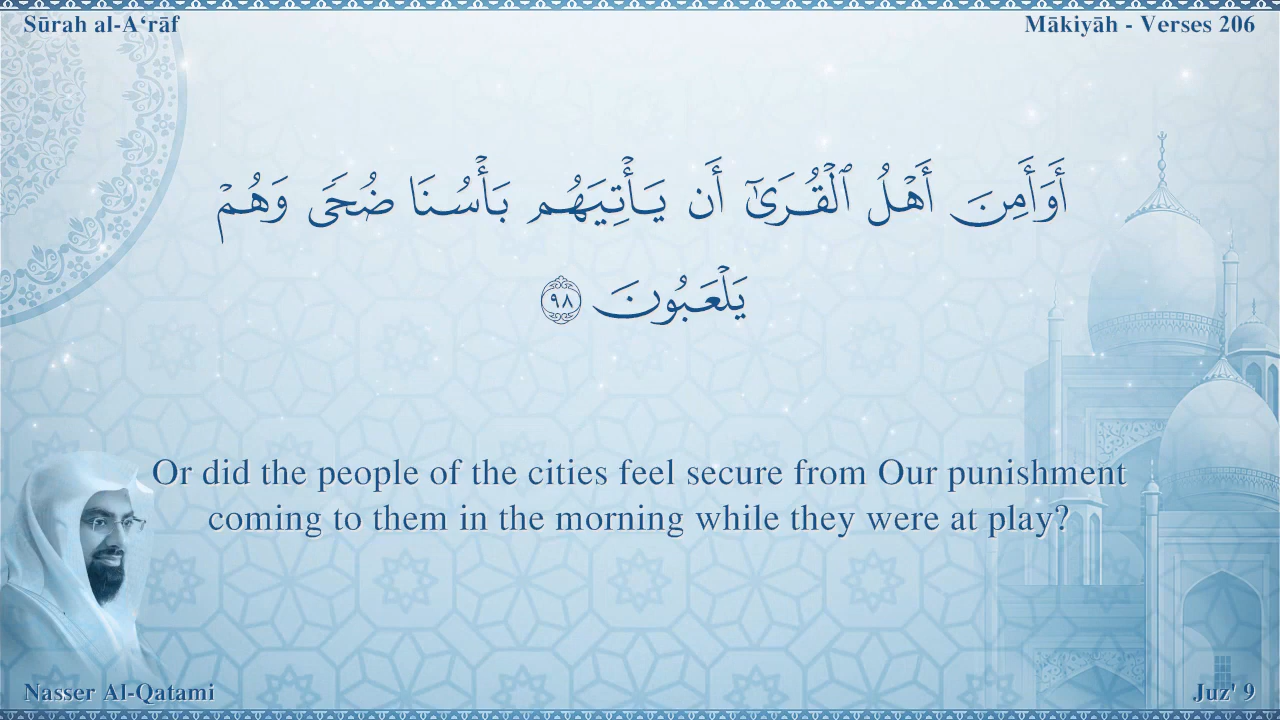 Sūrah al-A‘rāf
Mākiyāh - Verses 206
أَوَأَمِنَ أَهْلُ ٱلْقُرَىٰٓ أَن يَأْتِيَهُم بَأْسُنَا ضُحًى وَهُمْ
يَلْعَبُونَ ٩٨
Or did the people of the cities feel secure from Our punishment
coming to them in the morning while they were at play?
Nasser Al-Qatami
Juz' 9